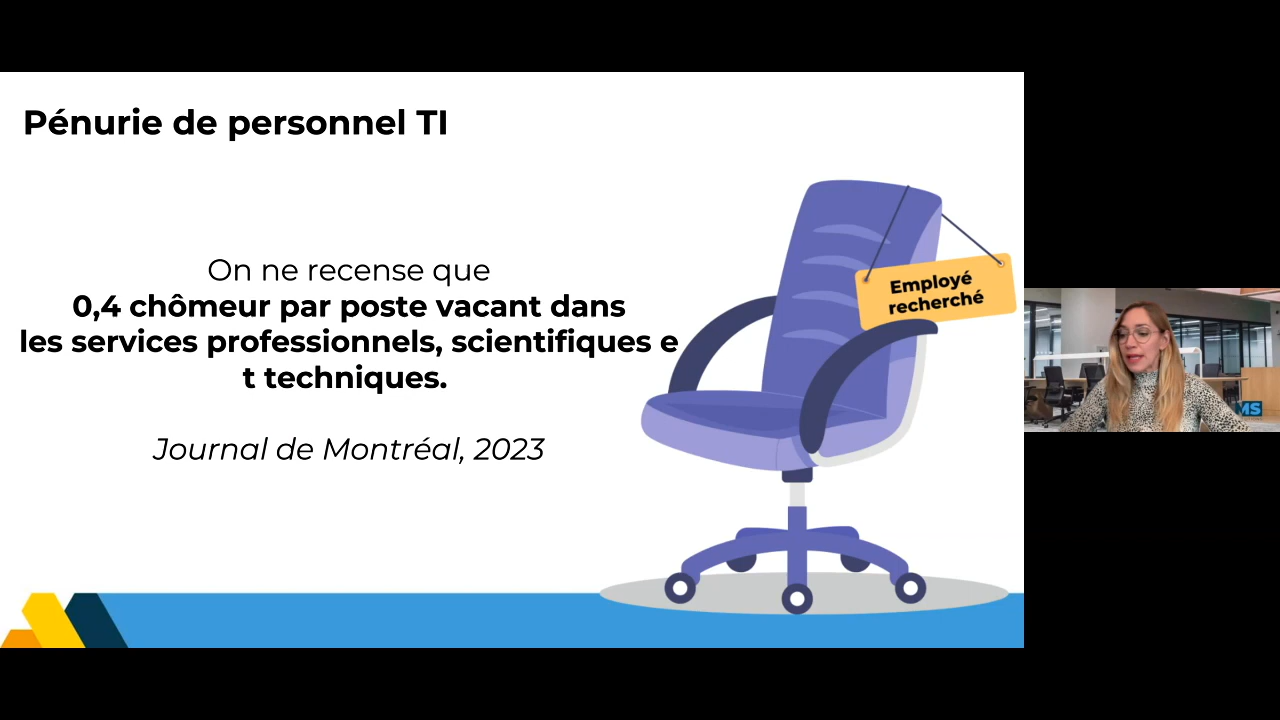 Pénurie de personnel TI
On ne recense que
0,4 chômeur par poste vacant dans
les services professionnels, scientifiques e
t techniques.
Journal de Montréal, 2023
Employé
recherché
MS